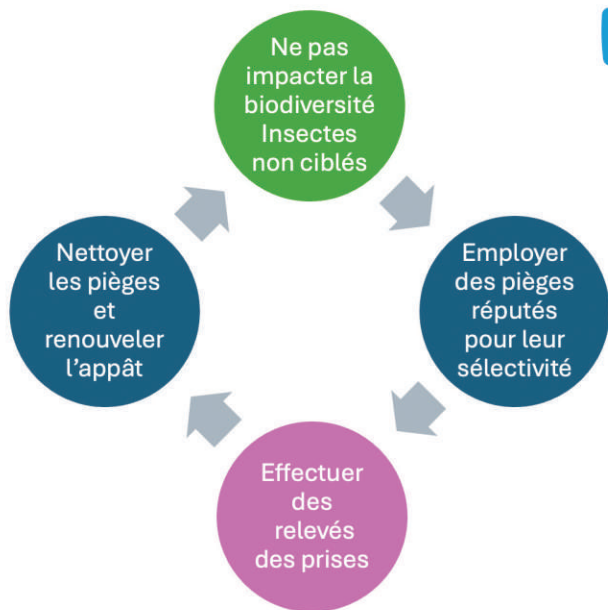 Ne pas
impacter la
biodiversité
Insectes
non ciblés
Employer
des pièges
réputés
pour leur
sélectivité
Effectuer
des
relevés
des prises
Nettoyer
les pièges
et
renouveler
l'appât